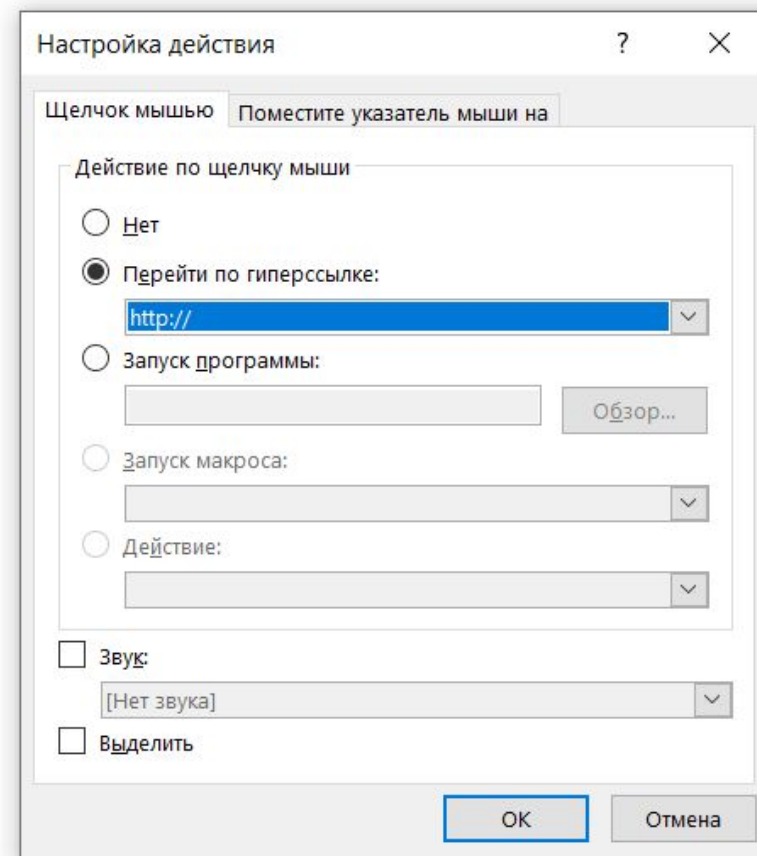 Настройка действия ? ×
Щелчок мышью Поместите указатель мыши на
Действие по щелчку мыши
Нет
Перейти по гиперссылке:
http://
Запуск программы:
Обзор...
Запуск макроса:
Действие:
Звук:
[Нет звука]
Выделить
ОК Отмена